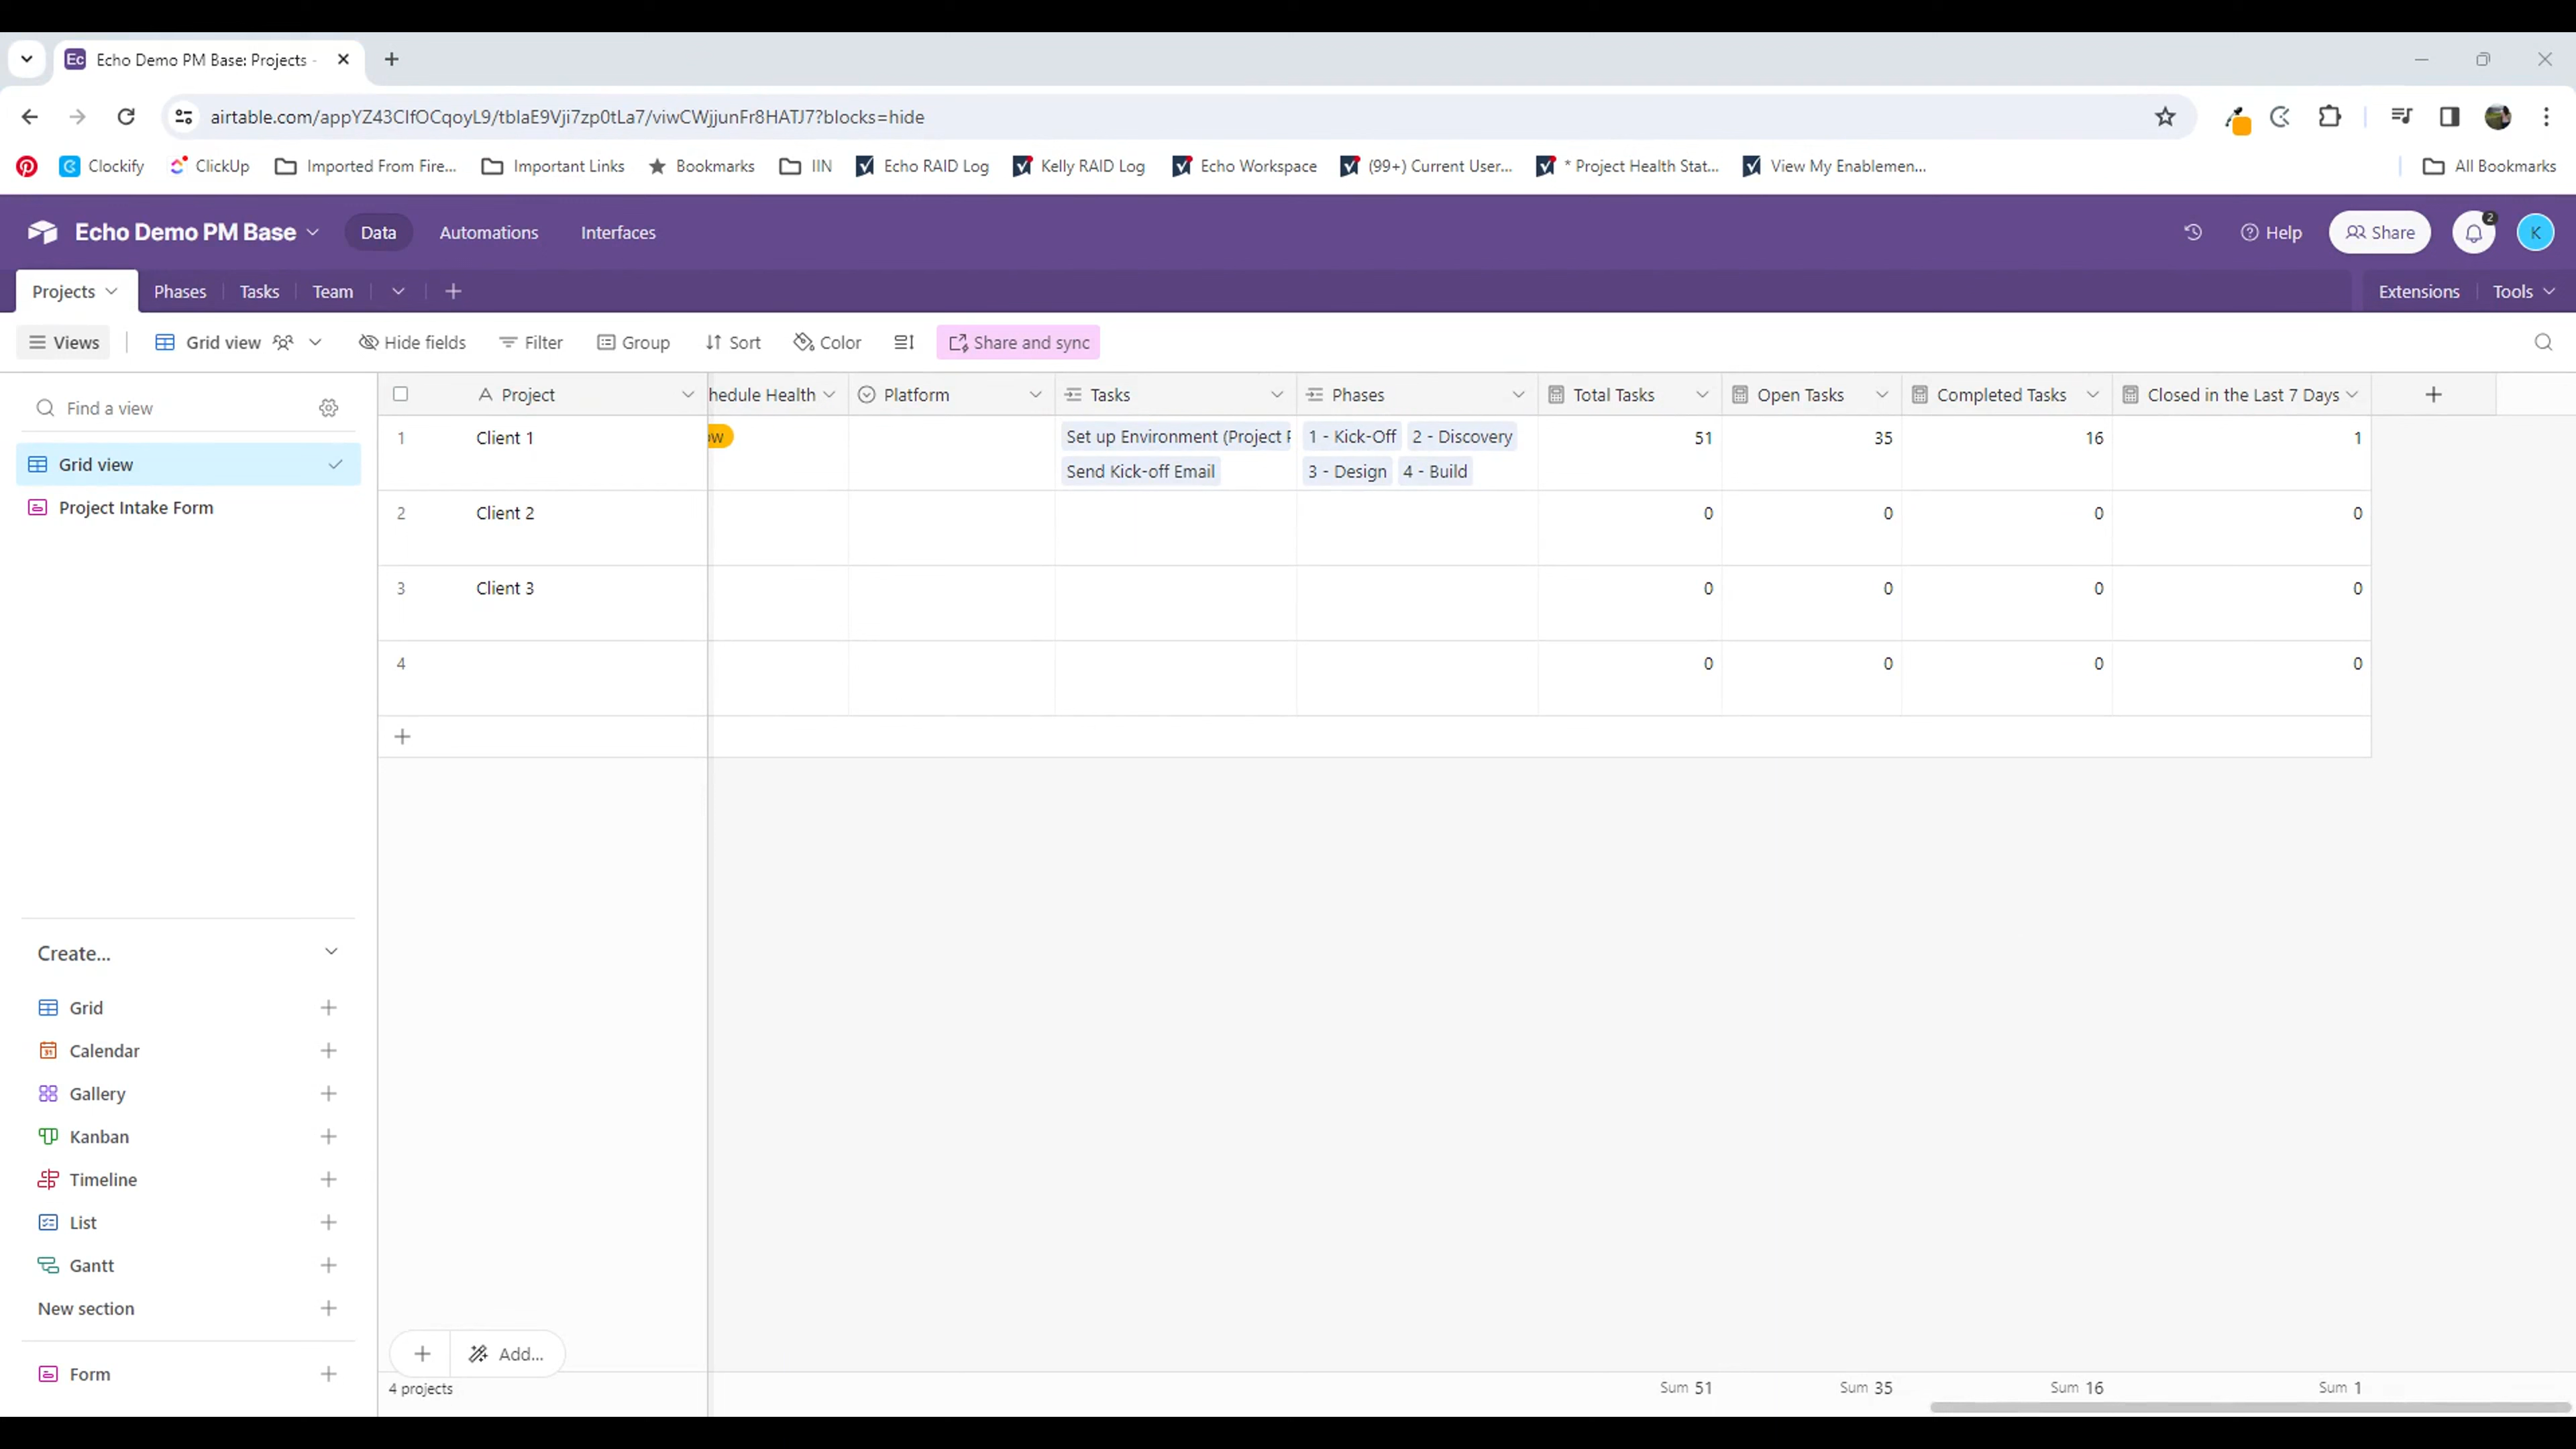 Echo Demo PM Base: Projects -
airtable.com/appYZ43ClfOCqoyL9/tblaE9Vji7zp0tLa7/viwCWjjunFr8HATJ7?blocks=hide
Clockify ClickUp Imported From Fire... Important Links Bookmarks IIN Echo RAID Log Kelly RAID Log Echo Workspace (99+) Current User... * Project Health Stat... View My Enablemen... All Bookmarks
Echo Demo PM Base Data Automations Interfaces Help Share 2 K
Projects Phases Tasks Team Extensions Tools
Views Grid view Hide fields Filter Group Sort Color Share and sync
Find a view
Grid view
Project Intake Form
Create...
Grid
Calendar
Gallery
Kanban
Timeline
List
Gantt
New section
Form
Project hedule Health Platform Tasks Phases Total Tasks Open Tasks Completed Tasks Closed in the Last 7 Days
1 Client 1 ow Set up Environment (Project P 1 - Kick-Off 2 - Discovery 51 35 16 1
Send Kick-off Email 3 - Design 4 - Build
2 Client 2 0 0 0 0
3 Client 3 0 0 0 0
4 0 0 0 0
Add...
4 projects Sum 51 Sum 35 Sum 16 Sum 1